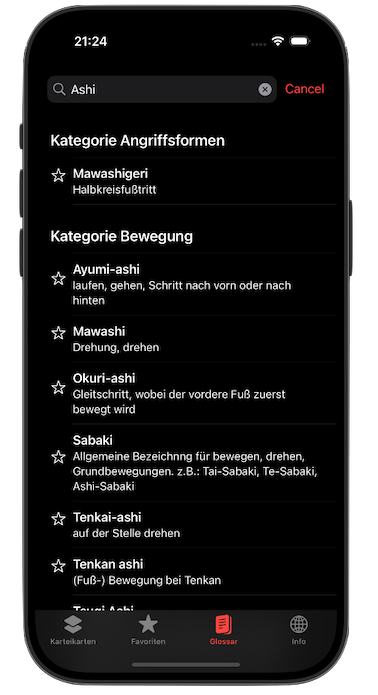 21:24
Ashi
Cancel
Kategorie Angriffsformen
Mawashigeri
Halbkreisfußtritt
Kategorie Bewegung
Ayumi-ashi
laufen, gehen, Schritt nach vorn oder nach
hinten
Mawashi
Drehung, drehen
Okuri-ashi
Gleitschritt, wobei der vordere Fuß zuerst
bewegt wird
Sabaki
Allgemeine Bezeichnng für bewegen, drehen,
Grundbewegungen. z.B.: Tai-Sabaki, Te-Sabaki,
Ashi-Sabaki
Tenkai-ashi
auf der Stelle drehen
Tenkan ashi
(Fuß-) Bewegung bei Tenkan
Tsugi Ashi
Karteikarten
Favoriten
Glossar
Info